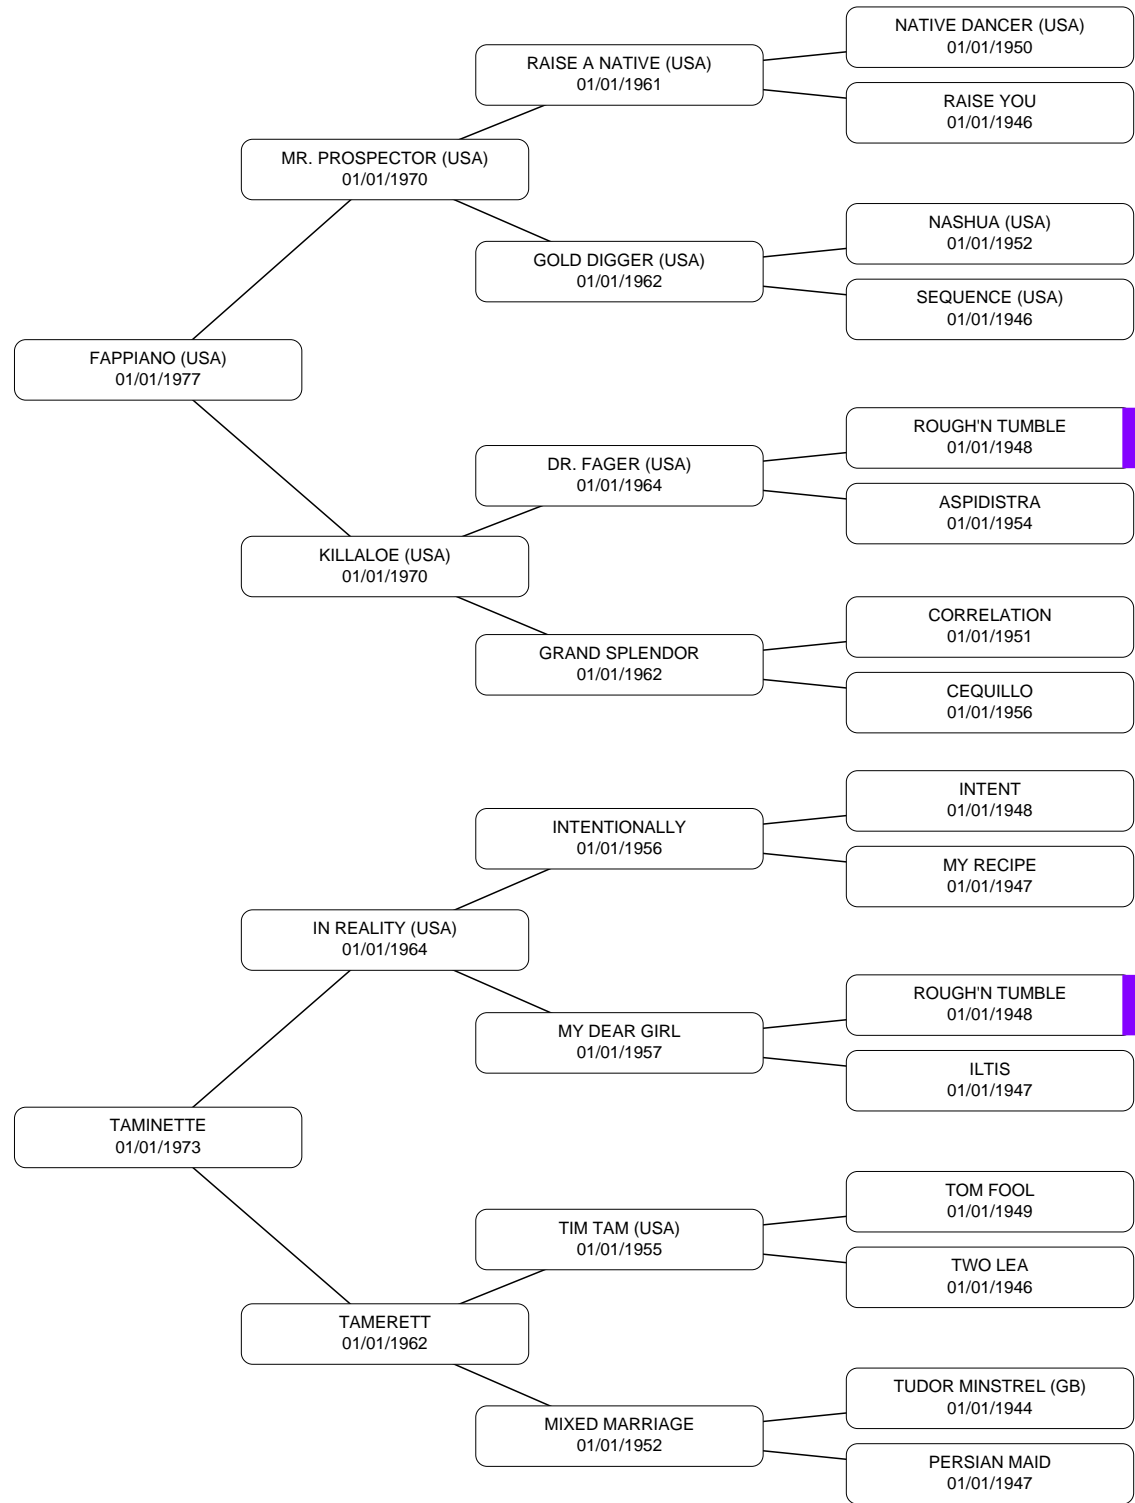 NATIVE DANCER (USA)
01/01/1950
RAISE A NATIVE (USA)
01/01/1961
RAISE YOU
01/01/1946
MR. PROSPECTOR (USA)
01/01/1970
NASHUA (USA)
01/01/1952
GOLD DIGGER (USA)
01/01/1962
SEQUENCE (USA)
01/01/1946
FAPPIANO (USA)
01/01/1977
ROUGH'N TUMBLE
01/01/1948
DR. FAGER (USA)
01/01/1964
ASPIDISTRA
01/01/1954
KILLALOE (USA)
01/01/1970
CORRELATION
01/01/1951
GRAND SPLENDOR
01/01/1962
CEQUILLO
01/01/1956
INTENT
01/01/1948
INTENTIONALLY
01/01/1956
MY RECIPE
01/01/1947
IN REALITY (USA)
01/01/1964
ROUGH'N TUMBLE
01/01/1948
MY DEAR GIRL
01/01/1957
ILTIS
01/01/1947
TAMINETTE
01/01/1973
TOM FOOL
01/01/1949
TIM TAM (USA)
01/01/1955
TWO LEA
01/01/1946
TAMERETT
01/01/1962
TUDOR MINSTREL (GB)
01/01/1944
MIXED MARRIAGE
01/01/1952
PERSIAN MAID
01/01/1947